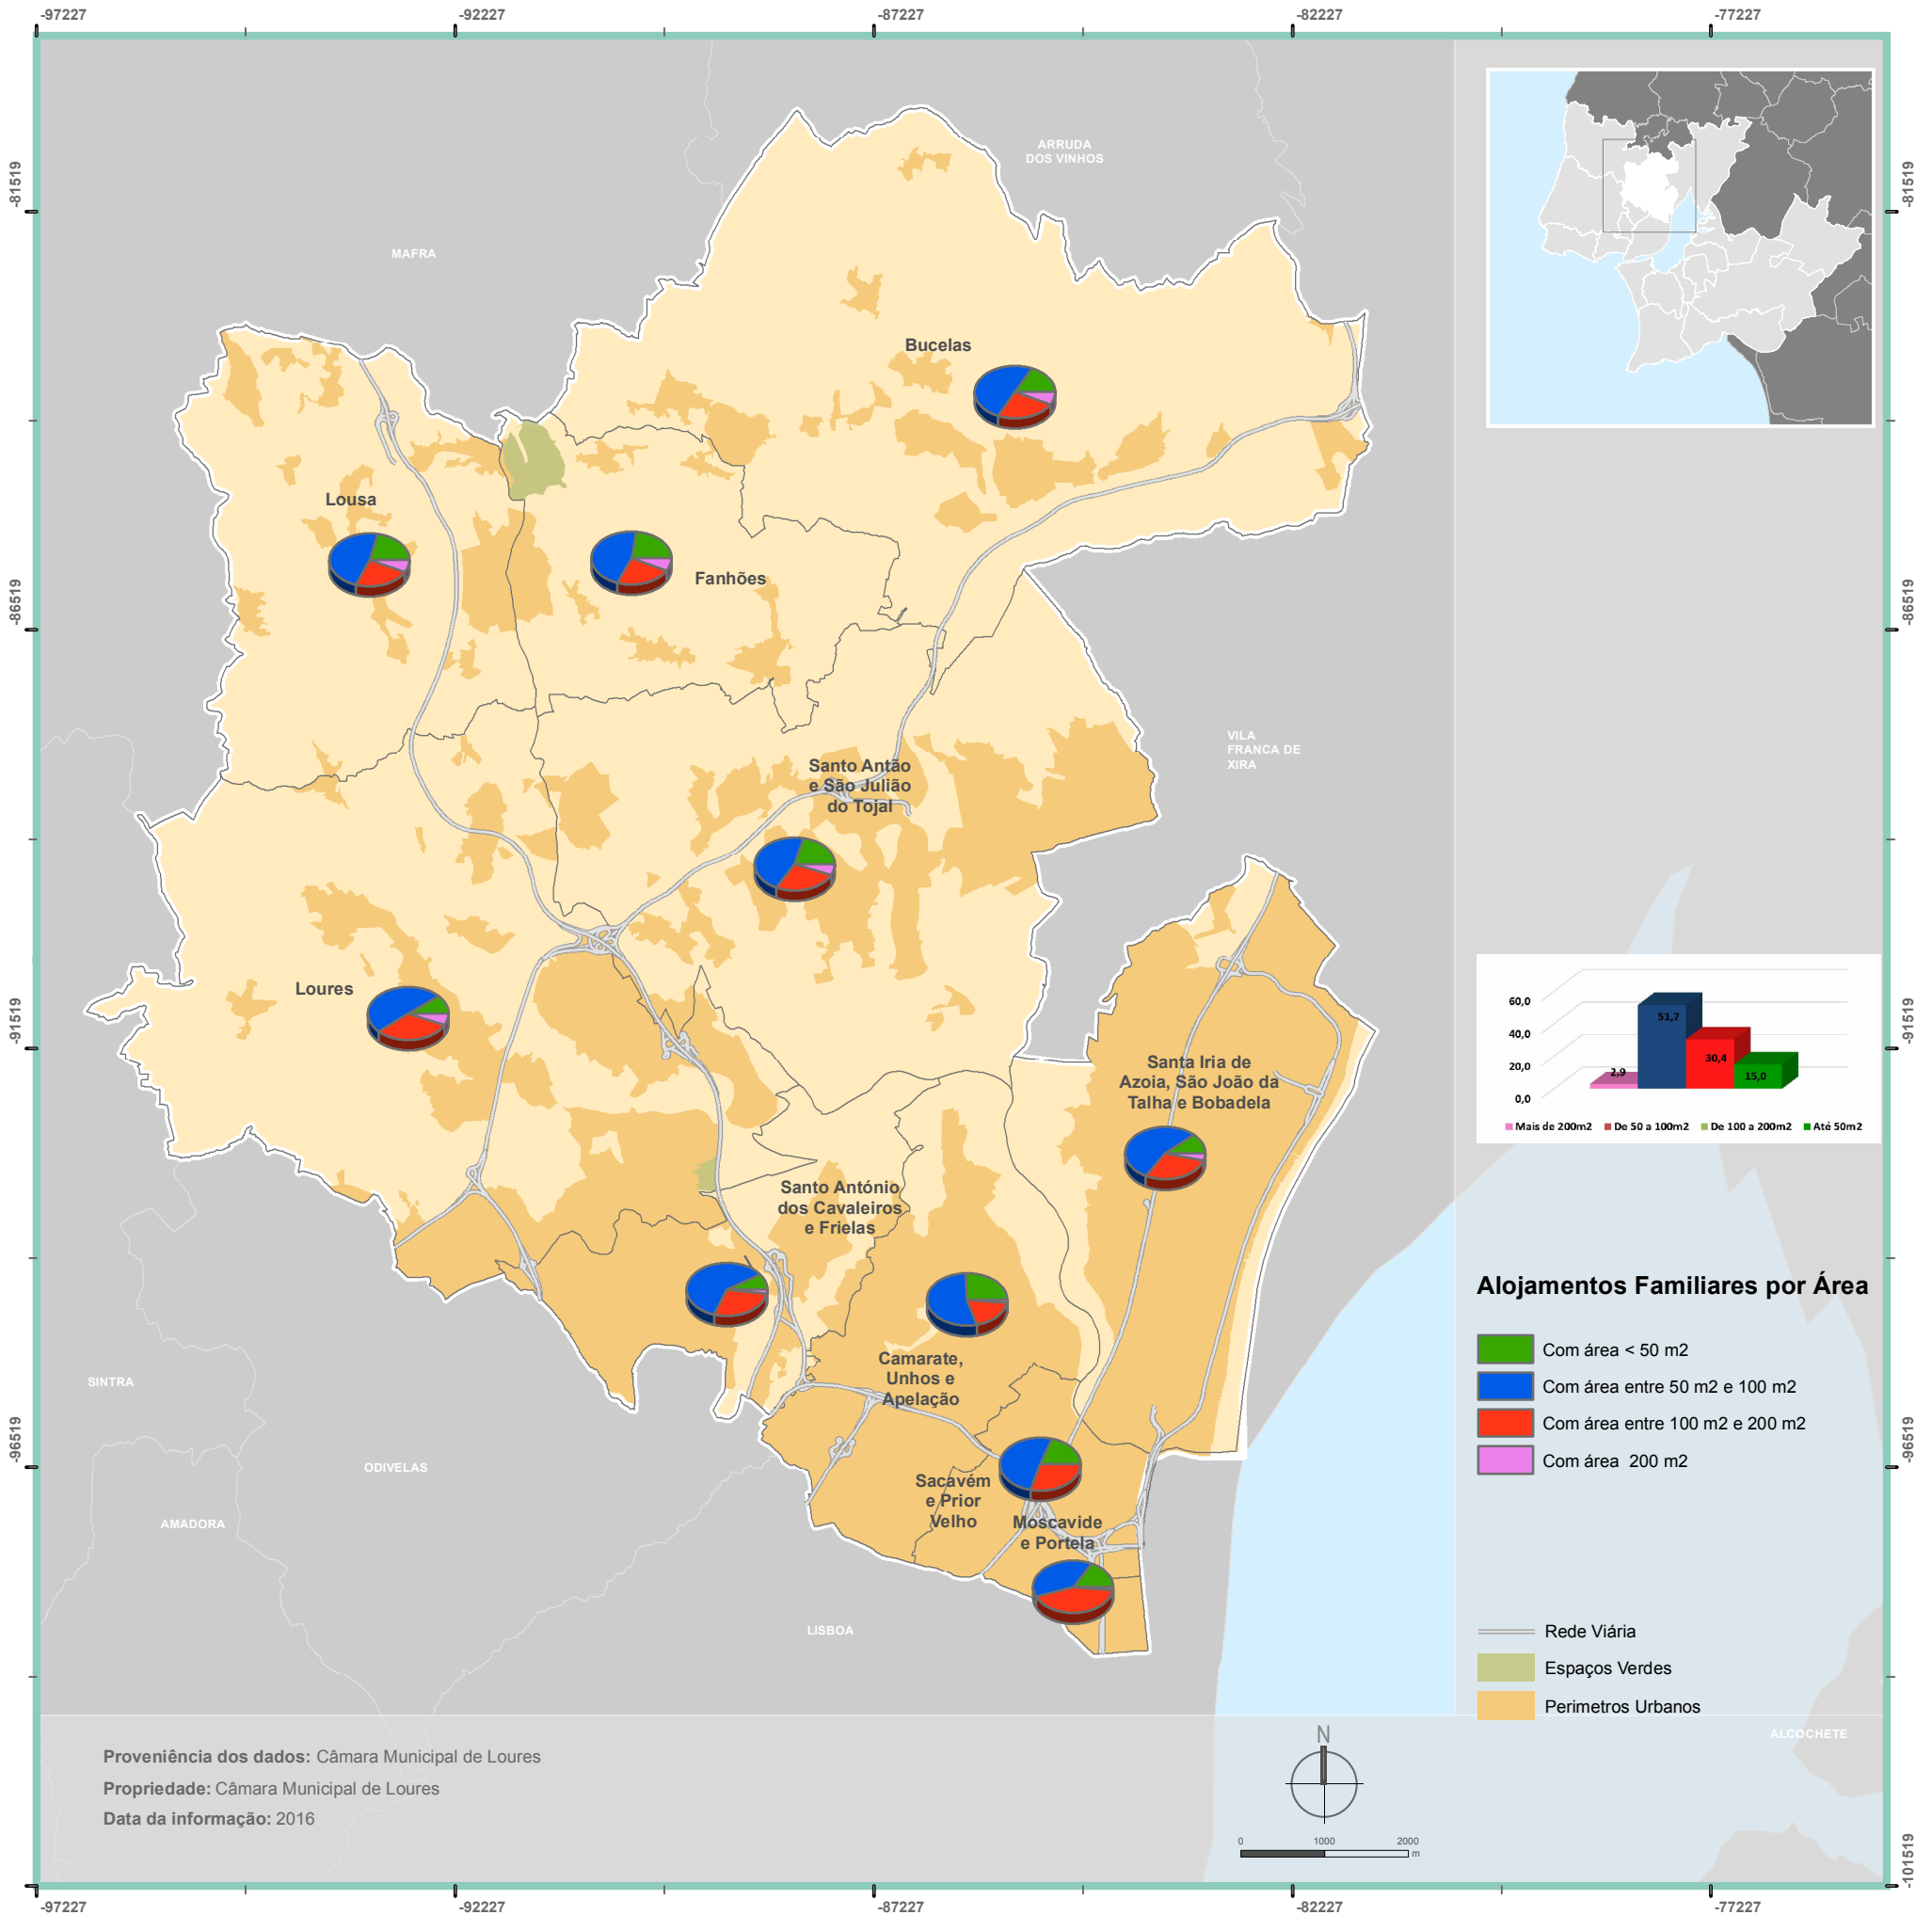 -97227
-92227
-87227
-82227
-77227
-81519
-86519
-91519
-96519
-81519
-86519
-91519
-96519
-101519
ARRUDA
DOS VINHOS
MAFRA
Bucelas
Lousa
Fanhões
VILA
FRANCA DE
XIRA
Santo Antão
e São Julião
do Tojal
Loures
Santa Iria de
Azoia, São João da
Talha e Bobadela
Santo António
dos Cavaleiros
e Frielas
Camarate,
Unhos e
Apelação
SINTRA
ODIVELAS
AMADORA
Sacavém
e Prior
Velho
Moscavide
e Portela
LISBOA
ALCOCHETE
60,0
40,0
20,0
0,0
2,9
51,7
30,4
15,0
Mais de 200m2 De 50 a 100m2 De 100 a 200m2 Até 50m2
Alojamentos Familiares por Área
Com área < 50 m2
Com área entre 50 m2 e 100 m2
Com área entre 100 m2 e 200 m2
Com área 200 m2
Rede Viária
Espaços Verdes
Perimetros Urbanos
Proveniência dos dados: Câmara Municipal de Loures
Propriedade: Câmara Municipal de Loures
Data da informação: 2016
N
0 1000 2000
m
-97227
-92227
-87227
-82227
-77227